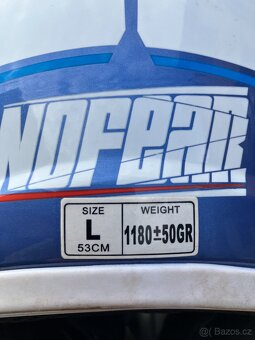 NOFEAR
SIZE WEIGHT
L 1180±50GR
53CM
Bazos.cz